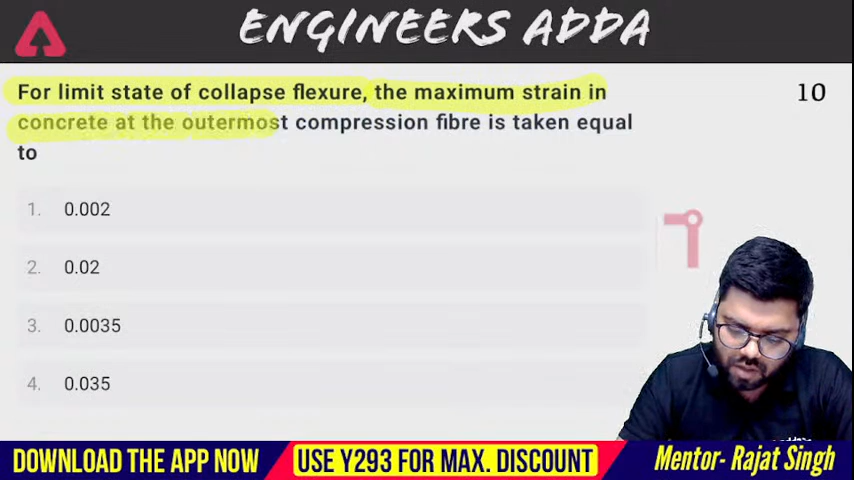 ENGINEERS ADDA
For limit state of collapse flexure, the maximum strain in
concrete at the outermost compression fibre is taken equal
to
10
1. 0.002
2. 0.02
3. 0.0035
4. 0.035
DOWNLOAD THE APP NOW
USE Y293 FOR MAX. DISCOUNT
Mentor- Rajat Singh